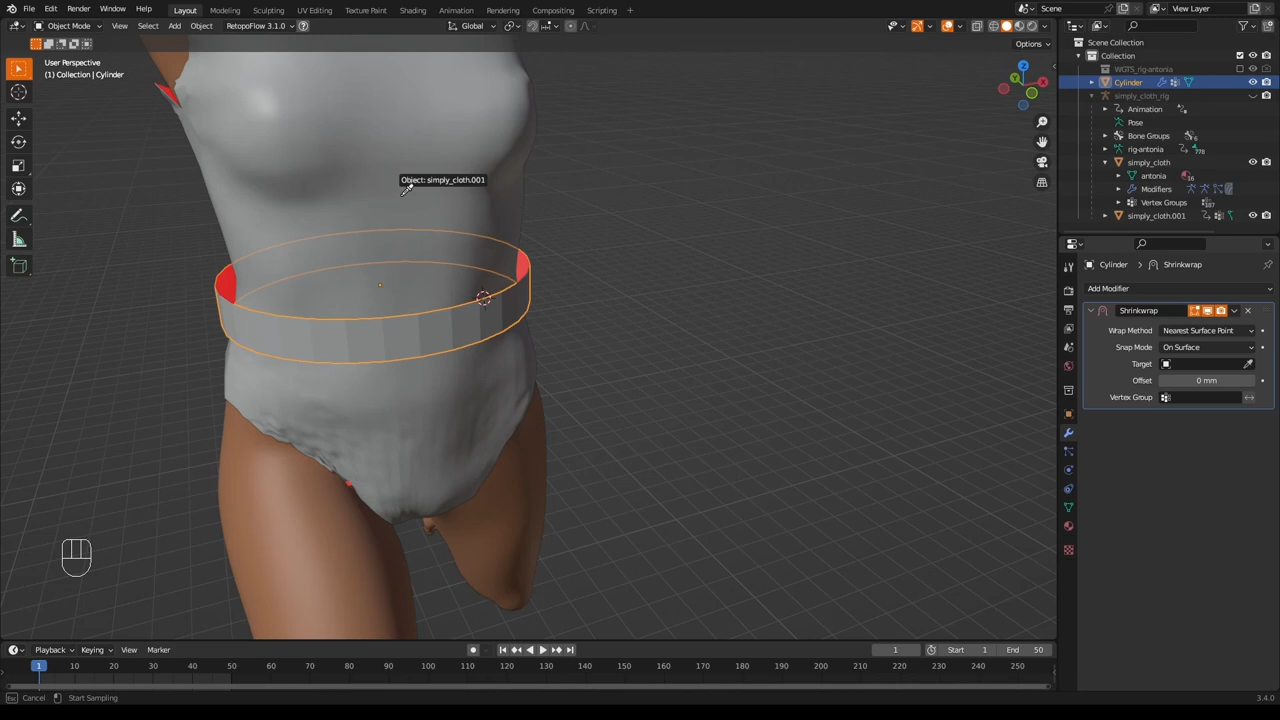 File Edit Render Window Help Layout Modeling Sculpting UV Editing Texture Paint Shading Animation Rendering Compositing Scripting Scene View Layer
Object Mode View Select Add Object RetopoFlow 3.1.0 Global
Options
User Perspective
(1) Collection | Cylinder
Scene Collection
Collection
WGTS_rig-antonia
Cylinder
simply_cloth_rig
Animation
Pose
Bone Groups 6
rig-antonia 778
simply_cloth
antonia 16
Modifiers
Vertex Groups 187
simply_cloth.001
Object: simply_cloth.001
X
Y
Z
Cylinder > Shrinkwrap
Add Modifier
Shrinkwrap
Wrap Method Nearest Surface Point
Snap Mode On Surface
Target
Offset 0 mm
Vertex Group
Playback Keying View Marker 1 Start 1 End 50
1 10 20 30 40 50 60 70 80 90 100 110 120 130 140 150 160 170 180 190 200 210 220 230 240 250
Esc Cancel Start Sampling 3.4.0